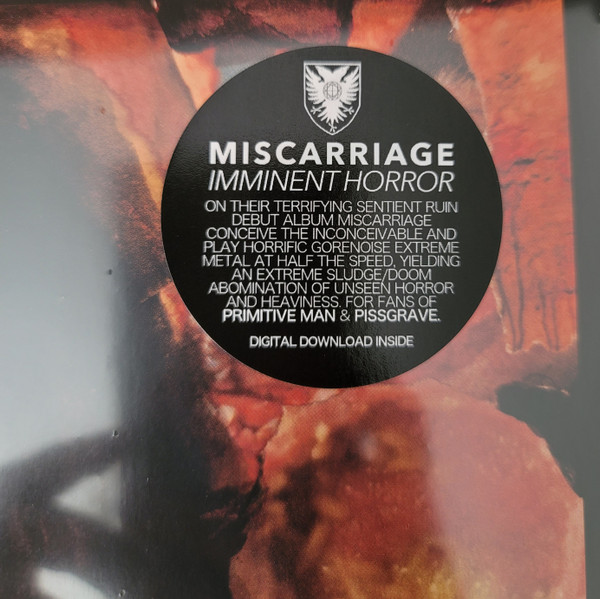 MISCARRIAGE
IMMINENT HORROR
ON THEIR TERRIFYING SENTIENT RUIN
DEBUT ALBUM MISCARRIAGE
CONCEIVE THE INCONCEIVABLE AND
PLAY HORRIFIC GORENOISE EXTREME
METAL AT HALF THE SPEED, YIELDING
AN EXTREME SLUDGE/DOOM
ABOMINATION OF UNSEEN HORROR
AND HEAVINESS. FOR FANS OF
PRIMITIVE MAN & PISSGRAVE.
DIGITAL DOWNLOAD INSIDE